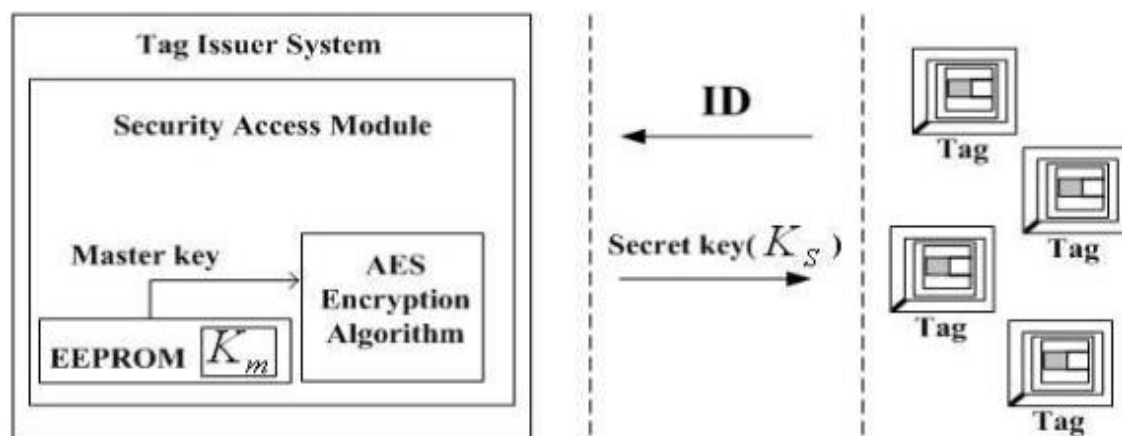 Tag Issuer System
Security Access Module
Master key
AES
Encryption
Algorithm
EEPROM K_m
ID
Secret key( K_s )
Tag
Tag
Tag
Tag